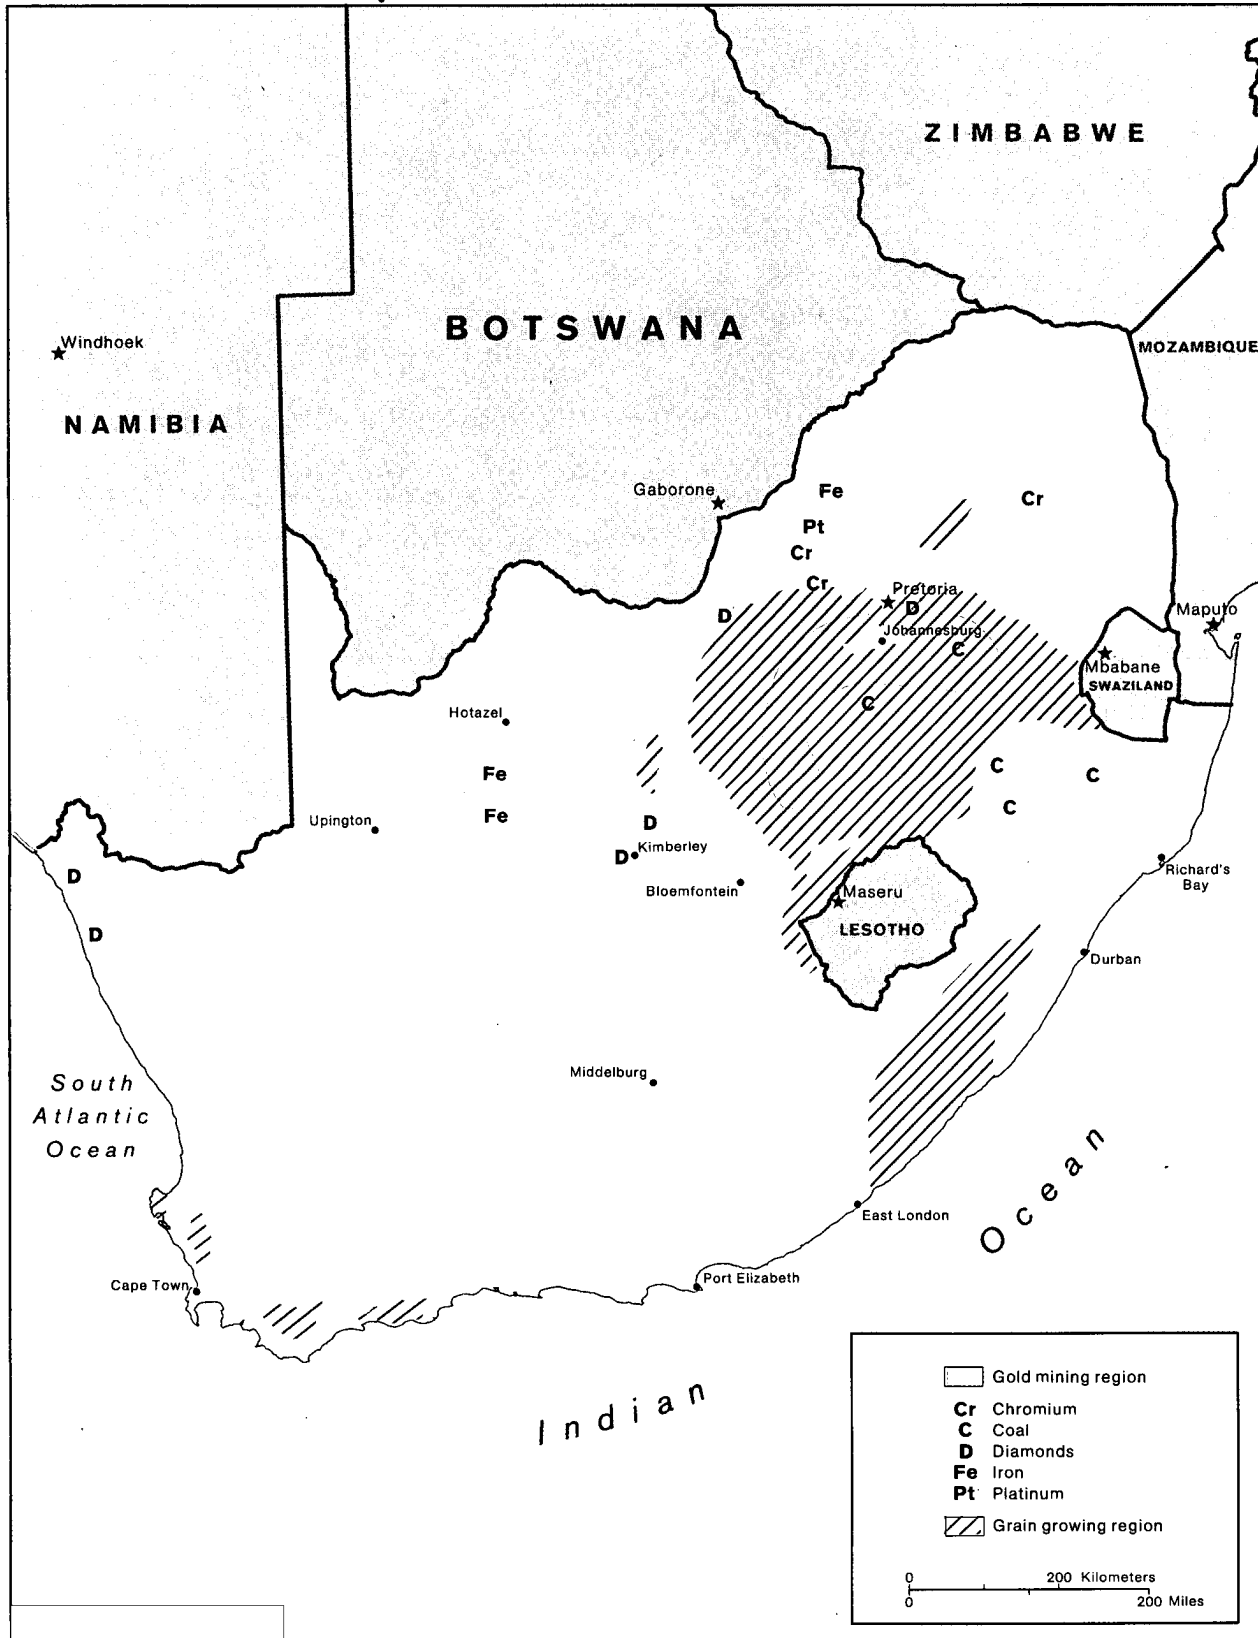 ZIMBABWE
BOTSWANA
Windhoek
MOZAMBIQUE
NAMIBIA
Gaborone
Fe
Cr
Pt
Cr
Cr
Pretoria
D
D
Maputo
Johannesburg
C
Mbabane
SWAZILAND
C
Hotazel
Fe
C
C
Fe
C
Upington
D
Kimberley
D
Richard's
Bay
D
Bloemfontein
Maseru
LESOTHO
D
Durban
Middelburg
South
Atlantic
Ocean
East London
Cape Town
Port Elizabeth
Indian
Ocean
Gold mining region
Cr Chromium
C Coal
D Diamonds
Fe Iron
Pt Platinum
Grain growing region
0 200 Kilometers
0 200 Miles